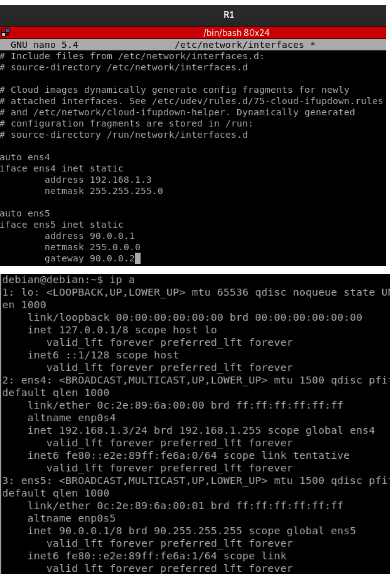 R1
/bin/bash 80x24
GNU nano 5.4 /etc/network/interfaces *
# Include files from /etc/network/interfaces.d:
# source-directory /etc/network/interfaces.d
# Cloud images dynamically generate config fragments for newly
# attached interfaces. See /etc/udev/rules.d/75-cloud-ifupdown.rules
# and /etc/network/cloud-ifupdown-helper. Dynamically generated
# configuration fragments are stored in /run:
# source-directory /run/network/interfaces.d
auto ens4
iface ens4 inet static
address 192.168.1.3
netmask 255.255.255.0
auto ens5
iface ens5 inet static
address 90.0.0.1
netmask 255.0.0.0
gateway 90.0.0.2
debian@debian:~$ ip a
1: lo: <LOOPBACK,UP,LOWER_UP> mtu 65536 qdisc noqueue state UN
en 1000
link/loopback 00:00:00:00:00:00 brd 00:00:00:00:00:00
inet 127.0.0.1/8 scope host lo
valid_lft forever preferred_lft forever
inet6 ::1/128 scope host
valid_lft forever preferred_lft forever
2: ens4: <BROADCAST,MULTICAST,UP,LOWER_UP> mtu 1500 qdisc pfi
default qlen 1000
link/ether 0c:2e:89:6a:00:00 brd ff:ff:ff:ff:ff:ff
altname enp0s4
inet 192.168.1.3/24 brd 192.168.1.255 scope global ens4
valid_lft forever preferred_lft forever
inet6 fe80::e2e:89ff:fe6a:0/64 scope link tentative
valid_lft forever preferred_lft forever
3: ens5: <BROADCAST,MULTICAST,UP,LOWER_UP> mtu 1500 qdisc pfi
default qlen 1000
link/ether 0c:2e:89:6a:00:01 brd ff:ff:ff:ff:ff:ff
altname enp0s5
inet 90.0.0.1/8 brd 90.255.255.255 scope global ens5
valid_lft forever preferred_lft forever
inet6 fe80::e2e:89ff:fe6a:1/64 scope link
valid_lft forever preferred_lft forever